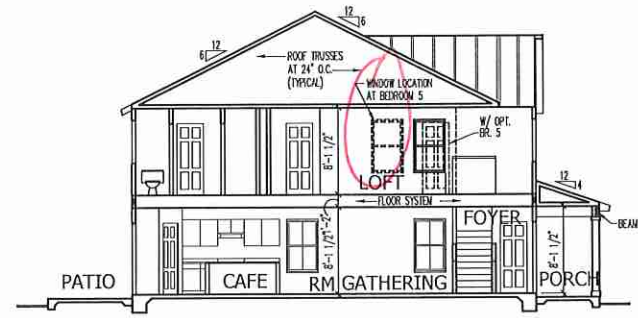 12
6
12
6
ROOF TRUSSES
AT 24" O.C.
(TYPICAL)
WINDOW LOCATION
AT BEDROOM 5
W/ OPT.
BR. 5
8'-1 1/2"
LOFT
FLOOR SYSTEM
12
4
1'-2"
FOYER
BEAM
8'-1 1/2"
8'-1 1/2"
PATIO
CAFE
RM GATHERING
PORCH